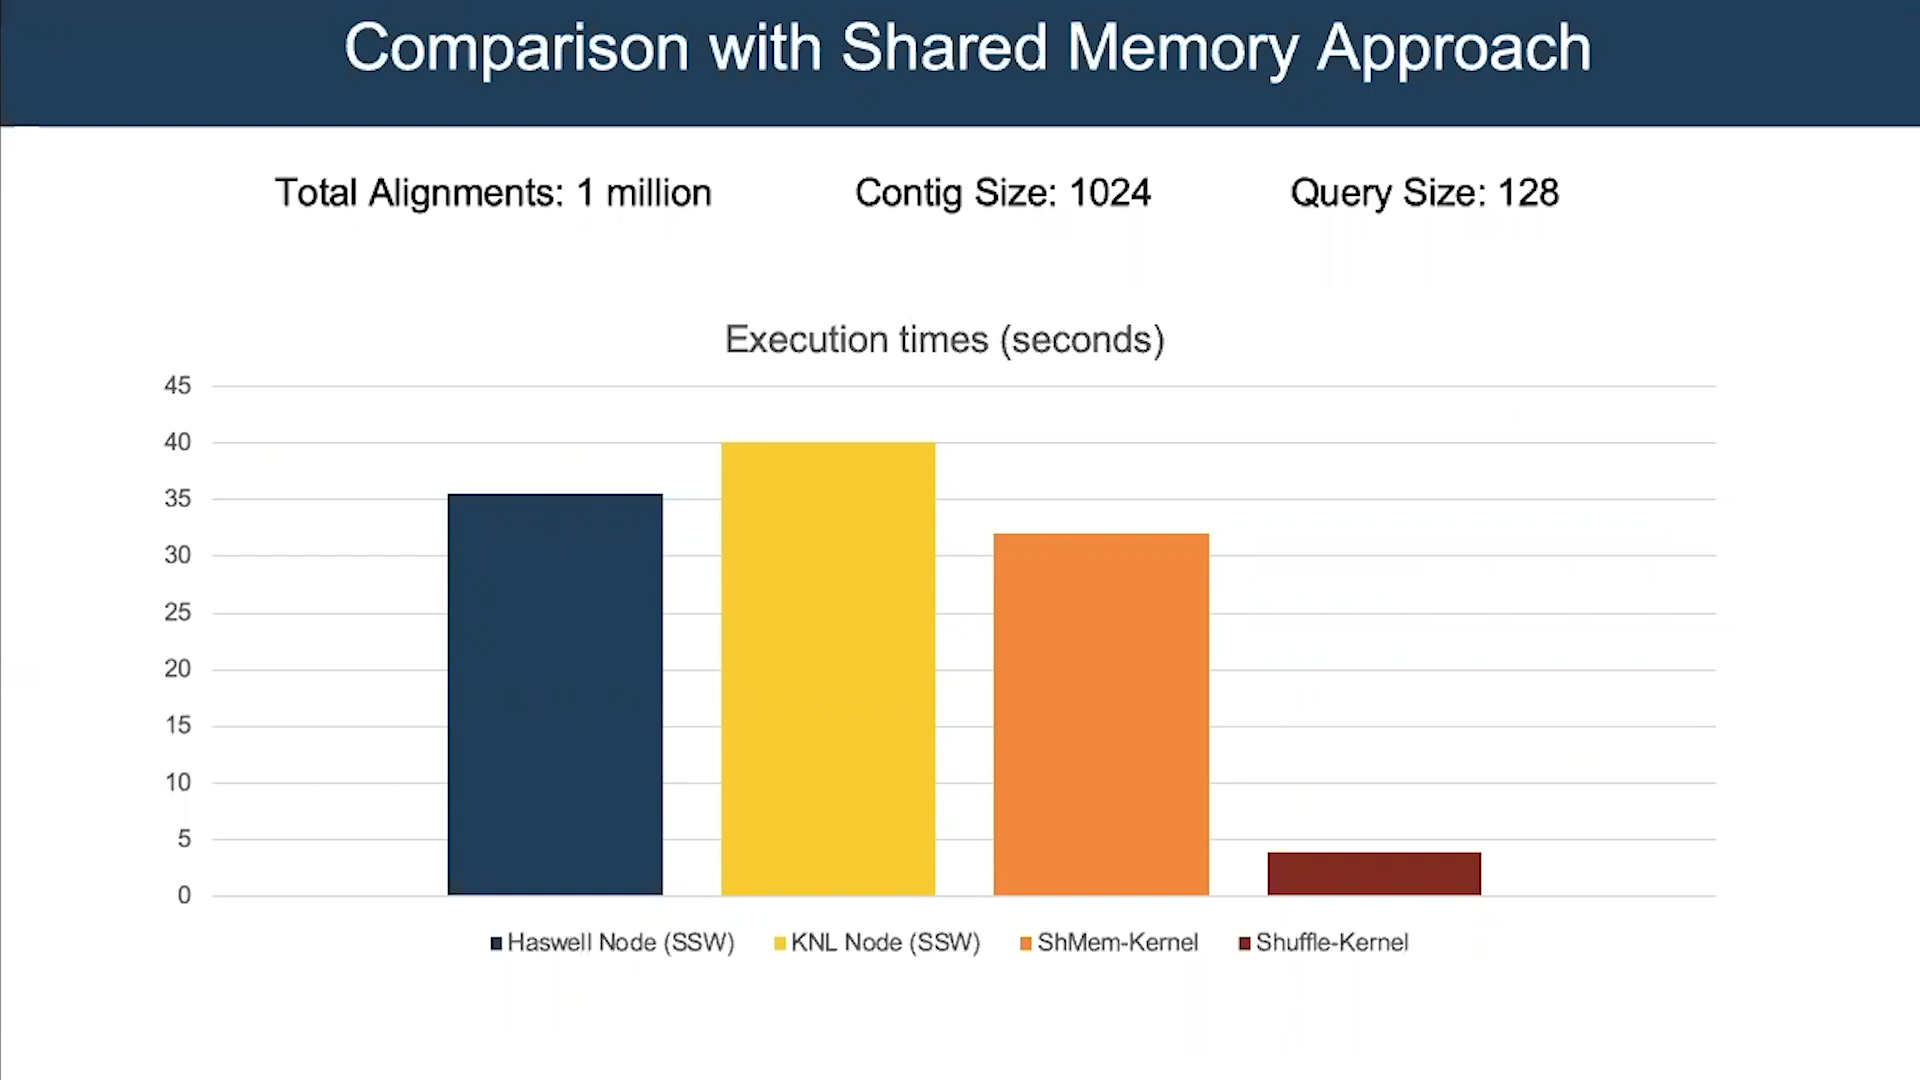 Comparison with Shared Memory Approach
Total Alignments: 1 million Contig Size: 1024 Query Size: 128
Execution times (seconds)
45
40
35
30
25
20
15
10
5
0
Haswell Node (SSW) KNL Node (SSW) ShMem-Kernel Shuffle-Kernel